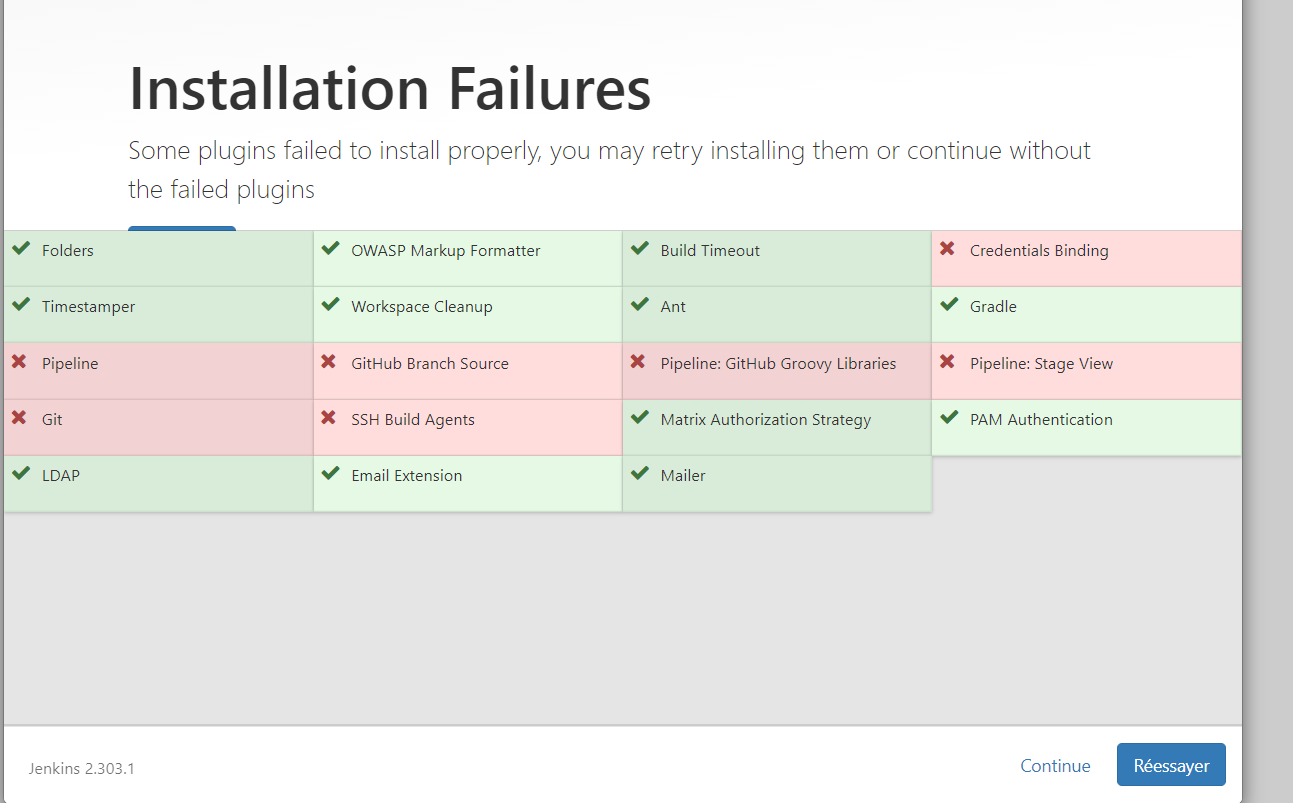 Installation Failures
Some plugins failed to install properly, you may retry installing them or continue without
the failed plugins
Folders
OWASP Markup Formatter
Build Timeout
Credentials Binding
Timestamper
Workspace Cleanup
Ant
Gradle
Pipeline
GitHub Branch Source
Pipeline: GitHub Groovy Libraries
Pipeline: Stage View
Git
SSH Build Agents
Matrix Authorization Strategy
PAM Authentication
LDAP
Email Extension
Mailer
Jenkins 2.303.1
Continue
Réessayer